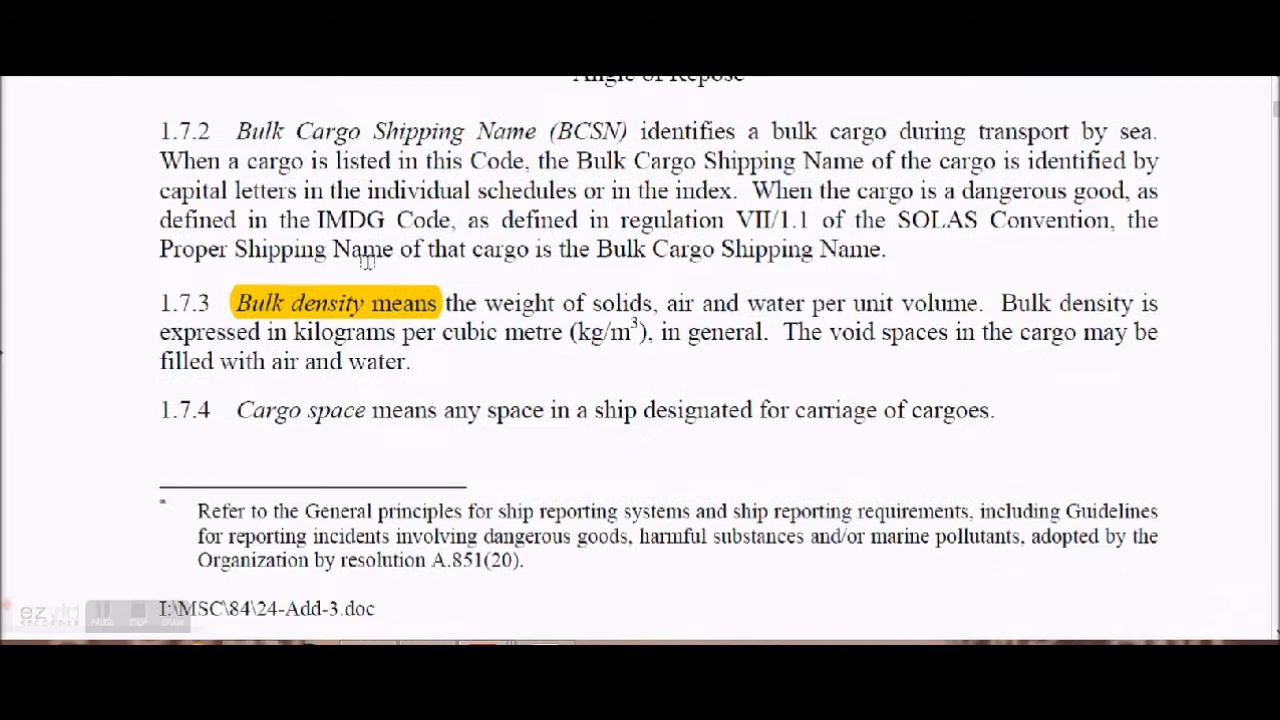 Angle of Repose
1.7.2 Bulk Cargo Shipping Name (BCSN) identifies a bulk cargo during transport by sea.
When a cargo is listed in this Code, the Bulk Cargo Shipping Name of the cargo is identified by
capital letters in the individual schedules or in the index. When the cargo is a dangerous good, as
defined in the IMDG Code, as defined in regulation VII/1.1 of the SOLAS Convention, the
Proper Shipping Name of that cargo is the Bulk Cargo Shipping Name.
1.7.3 Bulk density means the weight of solids, air and water per unit volume. Bulk density is
expressed in kilograms per cubic metre (kg/m³), in general. The void spaces in the cargo may be
filled with air and water.
1.7.4 Cargo space means any space in a ship designated for carriage of cargoes.
* Refer to the General principles for ship reporting systems and ship reporting requirements, including Guidelines
for reporting incidents involving dangerous goods, harmful substances and/or marine pollutants, adopted by the
Organization by resolution A.851(20).
I:\MSC\84\24-Add-3.doc
ezvid
RECORDER
PAUSE STOP DRAW